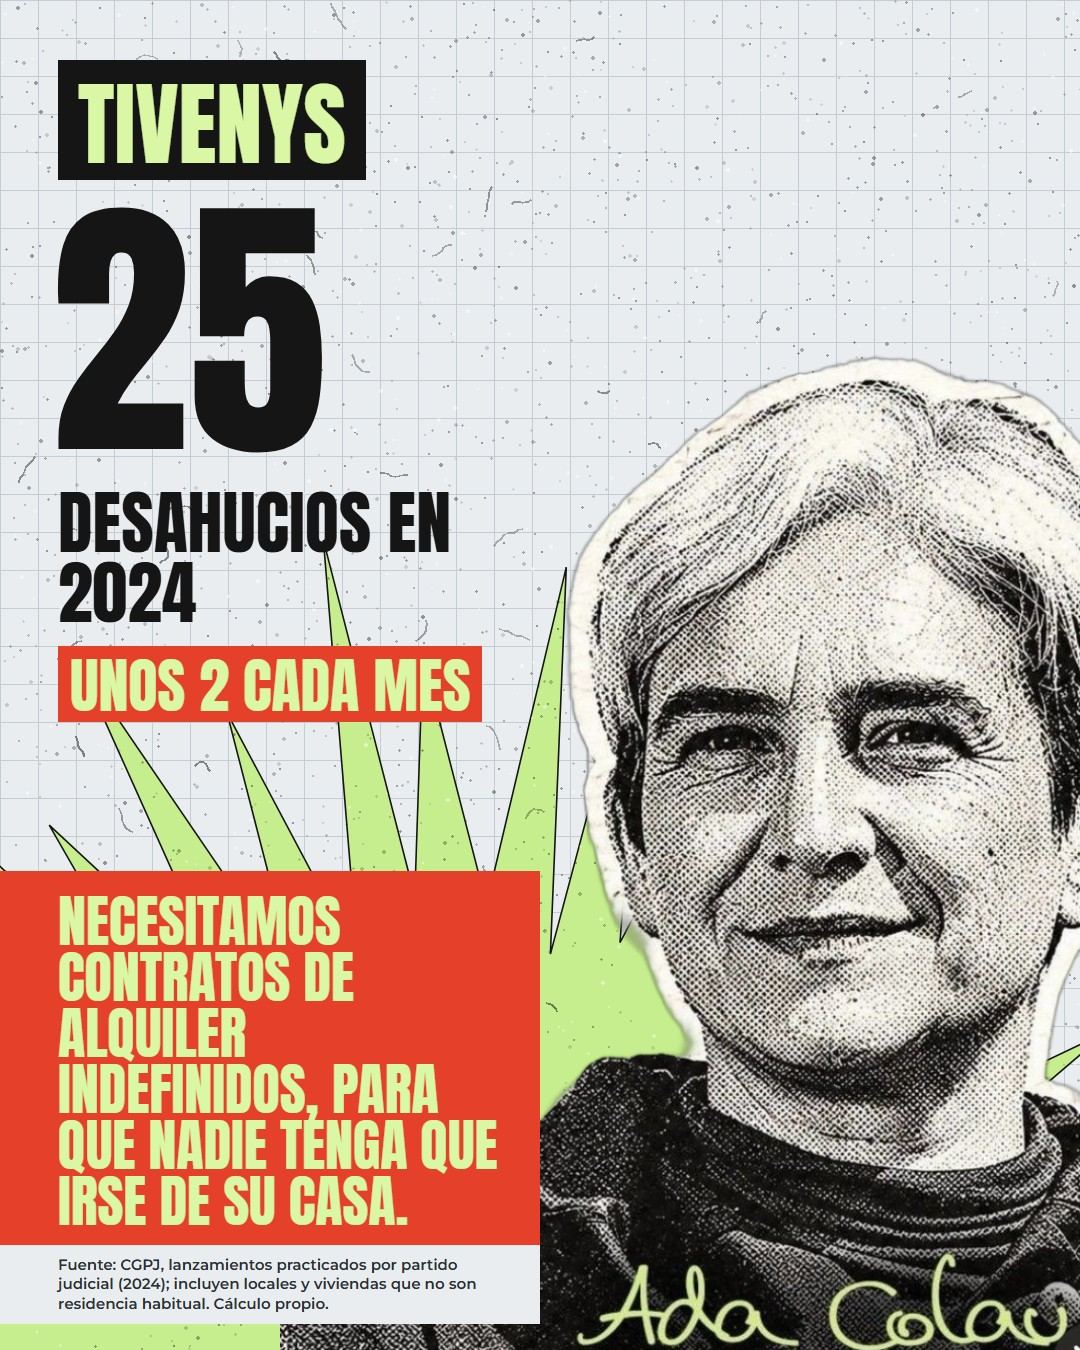 TIVENYS
25
DESAHUCIOS EN
2024
UNOS 2 CADA MES
NECESITAMOS
CONTRATOS DE
ALQUILER
INDEFINIDOS, PARA
QUE NADIE TENGA QUE
IRSE DE SU CASA.
Fuente: CGPJ, lanzamientos practicados por partido
judicial (2024); incluyen locales y viviendas que no son
residencia habitual. Cálculo propio.
Ada Colau